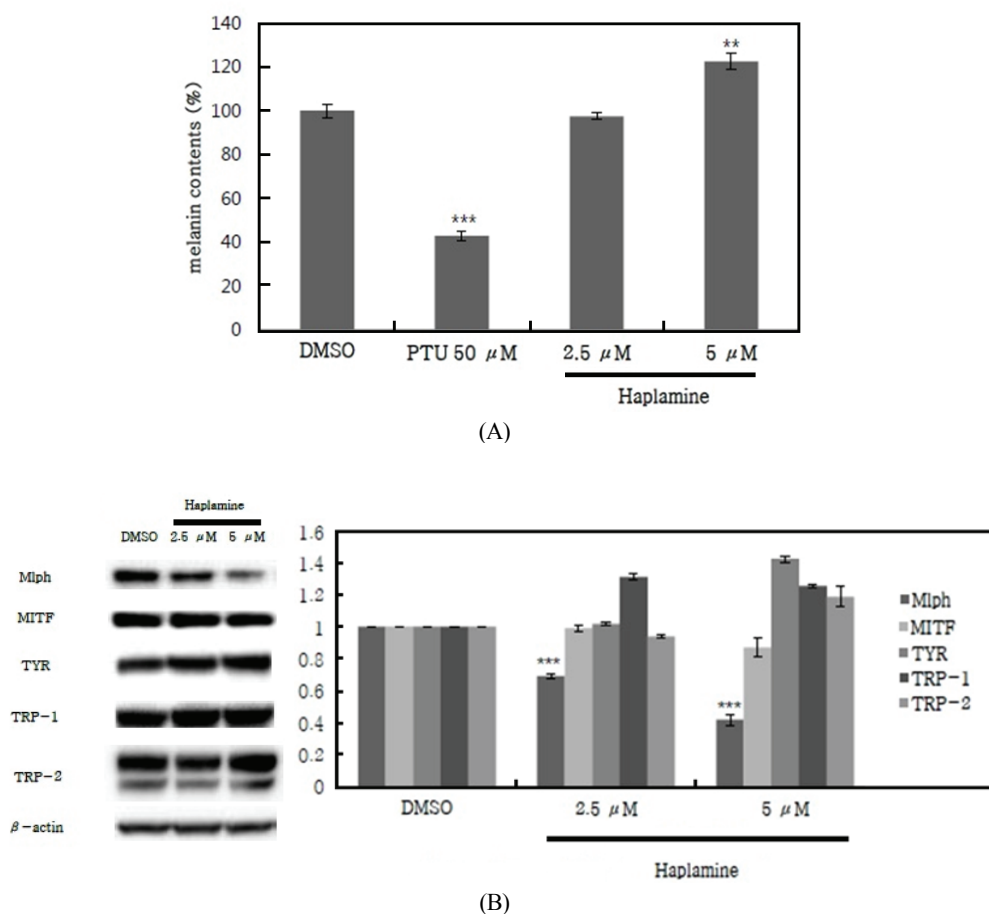 140
120
100
80
60
40
20
0
melanin contents (%)
***
**
DMSO PTU 50 μM 2.5 μM 5 μM
Haplamine
(A)
Haplamine
DMSO 2.5 μM 5 μM
Mlph
MITF
TYR
TRP-1
TRP-2
β-actin
1.6
1.4
1.2
1
0.8
0.6
0.4
0.2
0
***
***
Mlph
MITF
TYR
TRP-1
TRP-2
DMSO 2.5 μM 5 μM
Haplamine
(B)